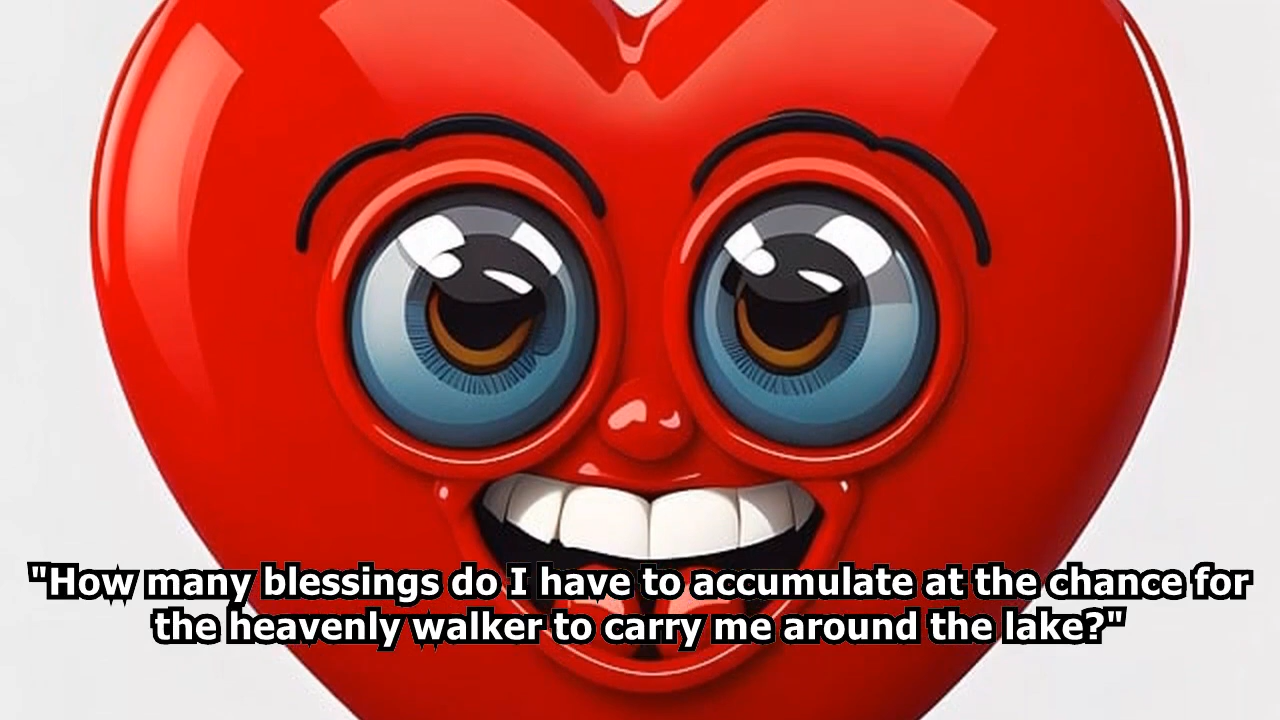 "How many blessings do I have to accumulate at the chance for
the heavenly walker to carry me around the lake?"